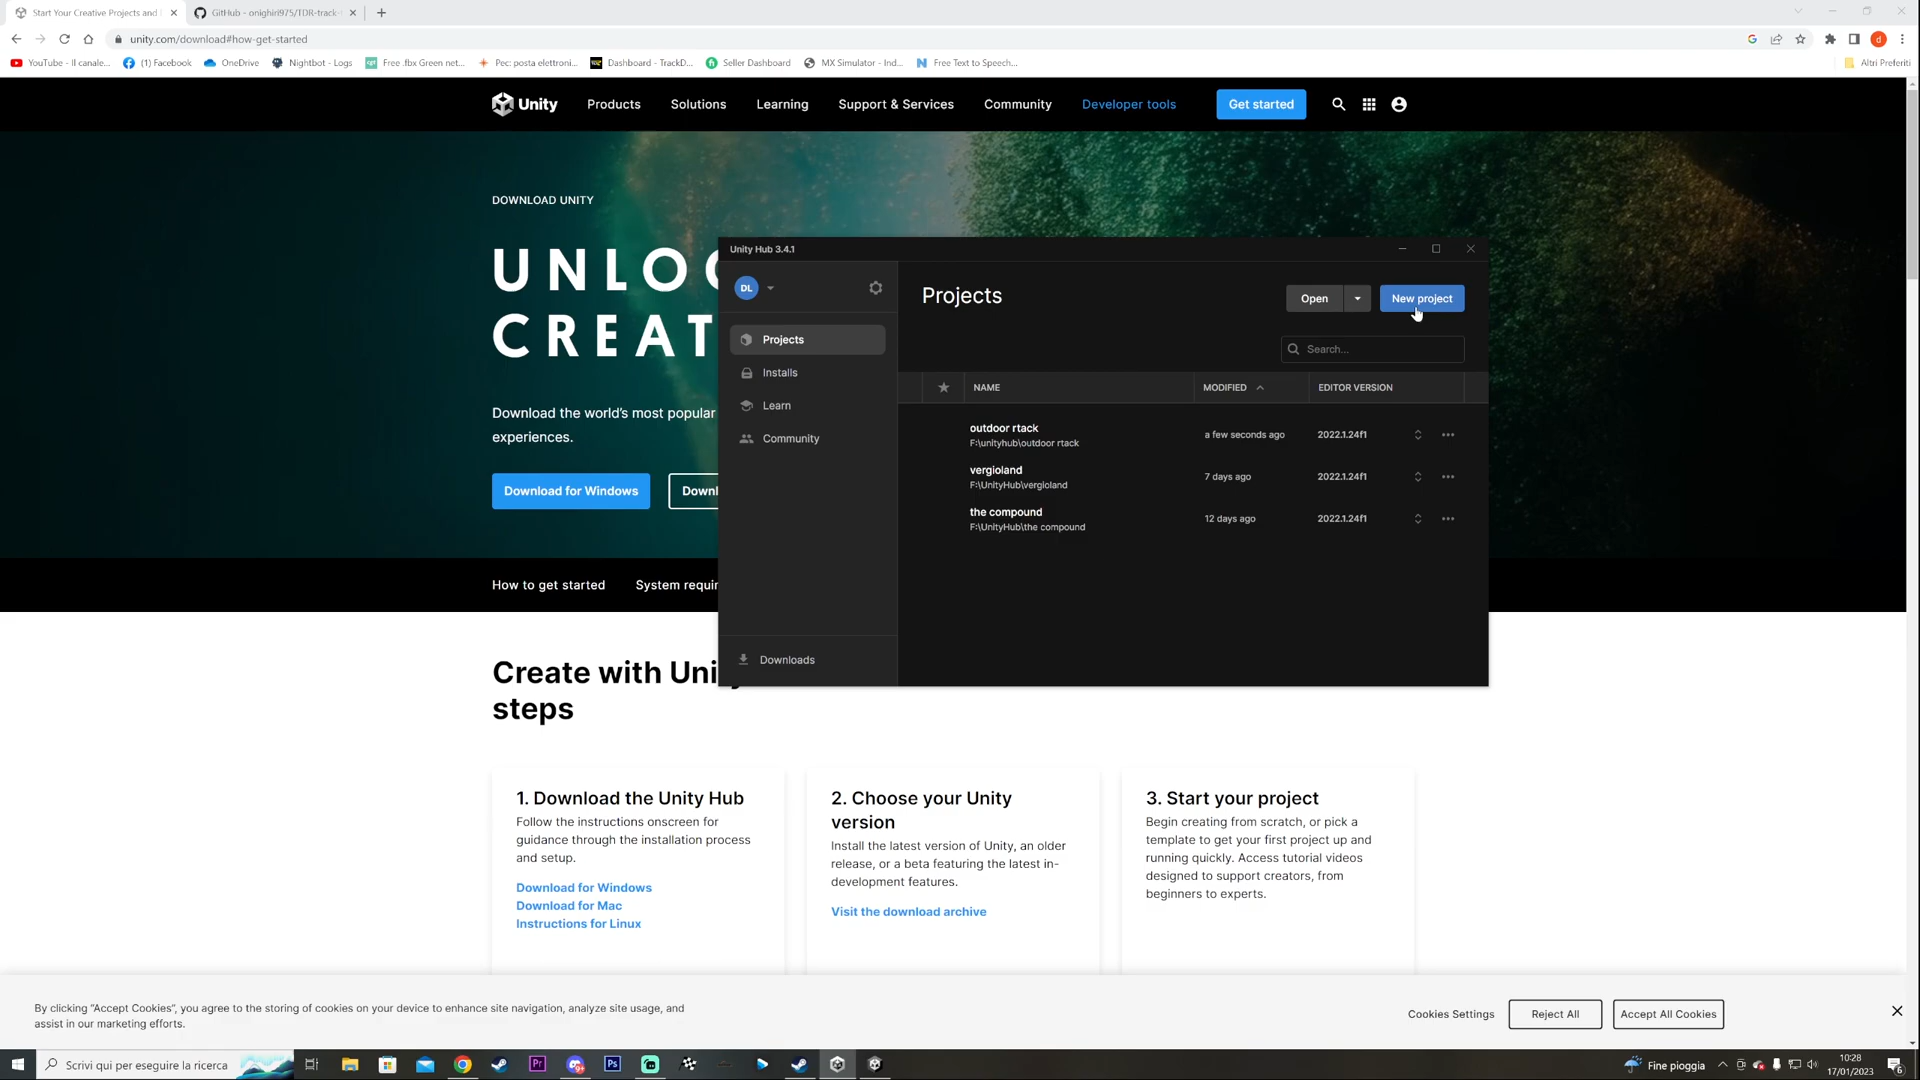 Start Your Creative Projects and
GitHub - onighiri975/TDR-track-
unity.com/download#how-get-started
YouTube - Il canale...
(1) Facebook
OneDrive
Nightbot - Logs
Free .fbx Green net...
Pec: posta elettroni...
Dashboard - TrackD...
Seller Dashboard
MX Simulator - Ind...
Free Text to Speech...
Altri Preferiti
Unity
Products
Solutions
Learning
Support & Services
Community
Developer tools
Get started
DOWNLOAD UNITY
UNLOC
CREAT
Download the world's most popular
experiences.
Download for Windows
Downl
How to get started
System requir
Unity Hub 3.4.1
DL
Projects
Installs
Learn
Community
Downloads
Projects
Open
New project
Search...
NAME
MODIFIED
EDITOR VERSION
outdoor rtack
F:\unityhub\outdoor rtack
a few seconds ago
2022.1.24f1
vergioland
F:\UnityHub\vergioland
7 days ago
2022.1.24f1
the compound
F:\UnityHub\the compound
12 days ago
2022.1.24f1
Create with Uni
steps
1. Download the Unity Hub
Follow the instructions onscreen for
guidance through the installation process
and setup.
Download for Windows
Download for Mac
Instructions for Linux
2. Choose your Unity
version
Install the latest version of Unity, an older
release, or a beta featuring the latest in-
development features.
Visit the download archive
3. Start your project
Begin creating from scratch, or pick a
template to get your first project up and
running quickly. Access tutorial videos
designed to support creators, from
beginners to experts.
By clicking "Accept Cookies", you agree to the storing of cookies on your device to enhance site navigation, analyze site usage, and
assist in our marketing efforts.
Cookies Settings
Reject All
Accept All Cookies
Scrivi qui per eseguire la ricerca
Pr
Ps
Fine pioggia
10:28
17/01/2023